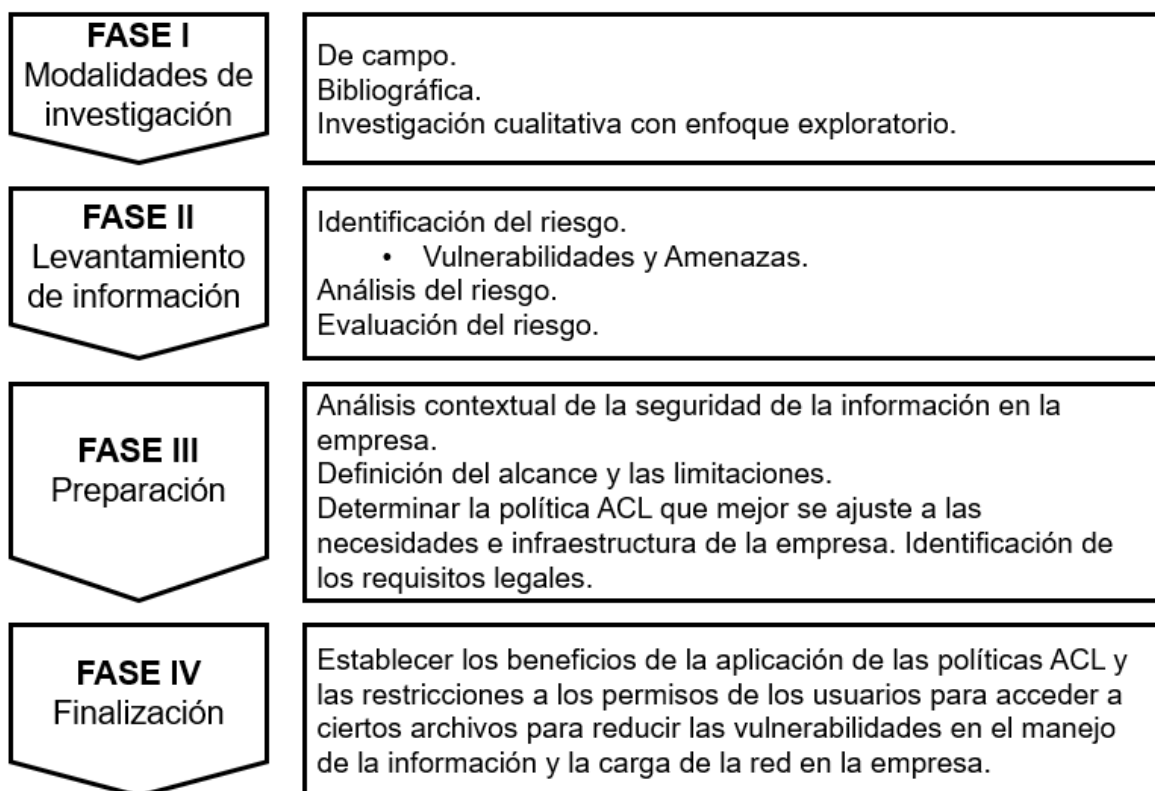 FASE I
Modalidades de
investigación
De campo.
Bibliográfica.
Investigación cualitativa con enfoque exploratorio.
FASE II
Levantamiento
de información
Identificación del riesgo.
• Vulnerabilidades y Amenazas.
Análisis del riesgo.
Evaluación del riesgo.
FASE III
Preparación
Análisis contextual de la seguridad de la información en la
empresa.
Definición del alcance y las limitaciones.
Determinar la política ACL que mejor se ajuste a las
necesidades e infraestructura de la empresa. Identificación de
los requisitos legales.
FASE IV
Finalización
Establecer los beneficios de la aplicación de las políticas ACL y
las restricciones a los permisos de los usuarios para acceder a
ciertos archivos para reducir las vulnerabilidades en el manejo
de la información y la carga de la red en la empresa.